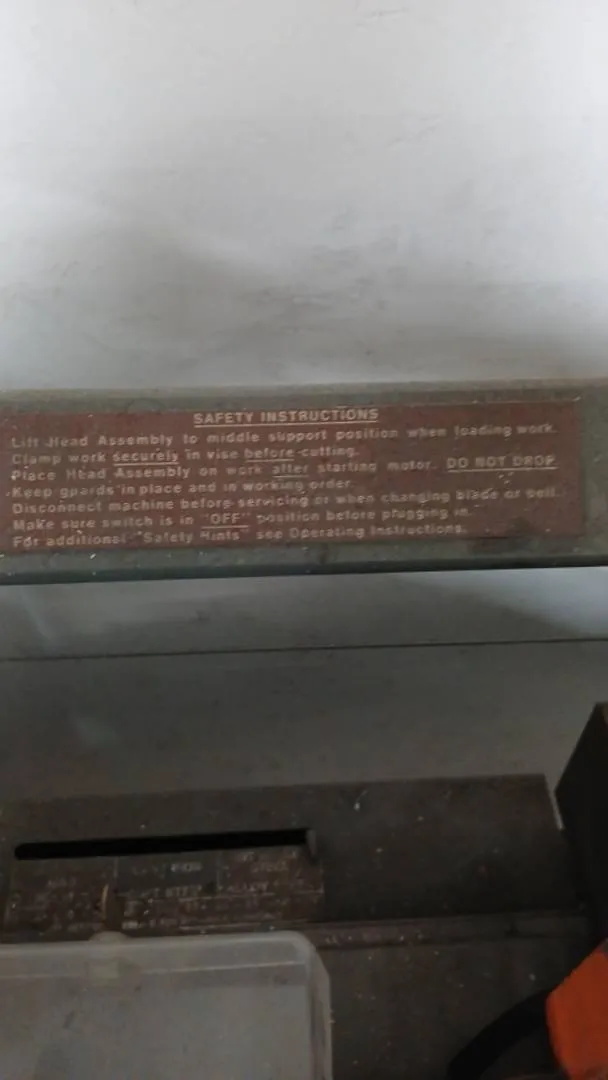 SAFETY INSTRUCTIONS
Lift Head Assembly to middle support position when loading work.
Clamp work securely in vise before cutting.
Place Head Assembly on work after starting motor. DO NOT DROP
Keep guards in place and in working order.
Disconnect machine before servicing or when changing blade or belt.
Make sure switch is in "OFF" position before plugging in.
For additional "Safety Hints" see Operating Instructions.